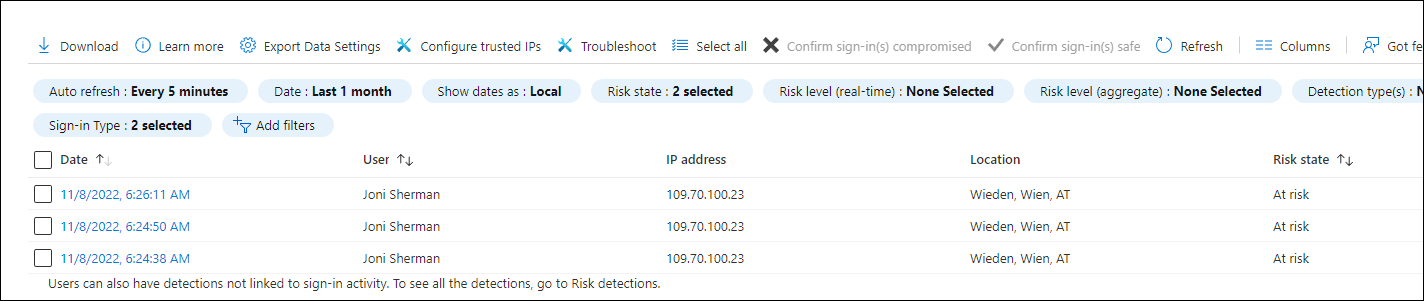 Download Learn more Export Data Settings Configure trusted IPs Troubleshoot Select all Confirm sign-in(s) compromised Confirm sign-in(s) safe Refresh Columns Got fe
Auto refresh : Every 5 minutes Date : Last 1 month Show dates as : Local Risk state : 2 selected Risk level (real-time) : None Selected Risk level (aggregate) : None Selected Detection type(s) : N
Sign-in Type : 2 selected Add filters
Date User IP address Location Risk state
11/8/2022, 6:26:11 AM Joni Sherman 109.70.100.23 Wieden, Wien, AT At risk
11/8/2022, 6:24:50 AM Joni Sherman 109.70.100.23 Wieden, Wien, AT At risk
11/8/2022, 6:24:38 AM Joni Sherman 109.70.100.23 Wieden, Wien, AT At risk
Users can also have detections not linked to sign-in activity. To see all the detections, go to Risk detections.